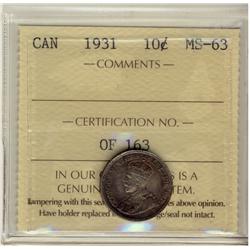 CAN 1931 10¢ MS-63
— COMMENTS —
— CERTIFICATION NO. —
OF 163
IN OUR IS A
GENUINE ITEM.
Tampering with this seal above opinion.
Have holder replaced if seal not intact.